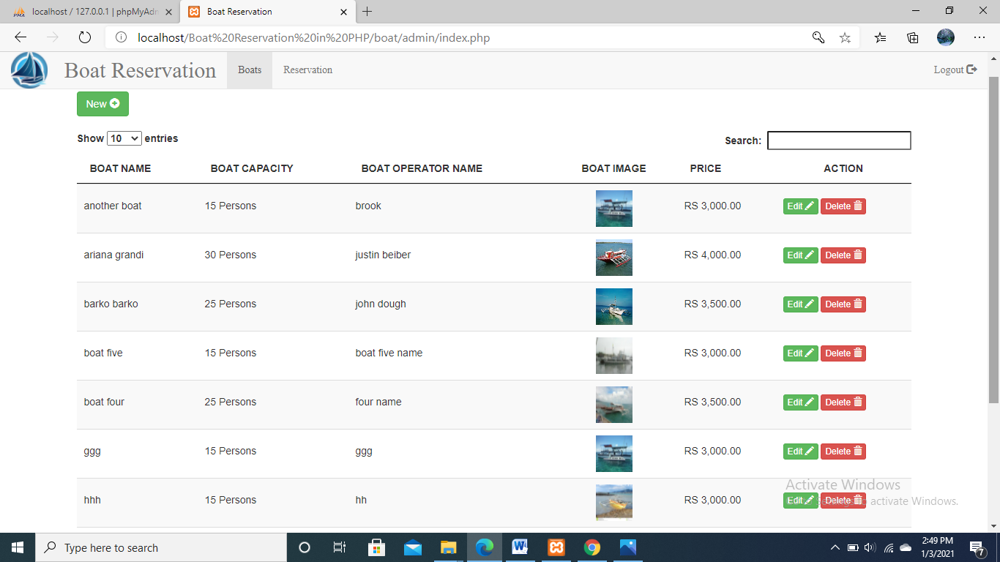 localhost / 127.0.0.1 | phpMyAdm
Boat Reservation
localhost/Boat%20Reservation%20in%20PHP/boat/admin/index.php
Boat Reservation Boats Reservation Logout
New
Show 10 entries Search:
BOAT NAME BOAT CAPACITY BOAT OPERATOR NAME BOAT IMAGE PRICE ACTION
another boat 15 Persons brook RS 3,000.00 Edit Delete
ariana grandi 30 Persons justin beiber RS 4,000.00 Edit Delete
barko barko 25 Persons john dough RS 3,500.00 Edit Delete
boat five 15 Persons boat five name RS 3,000.00 Edit Delete
boat four 25 Persons four name RS 3,500.00 Edit Delete
ggg 15 Persons ggg RS 3,000.00 Edit Delete
Activate Windows
hhh 15 Persons hh RS 3,000.00 Edit Delete
activate Windows.
Type here to search
2:49 PM
1/3/2021
7